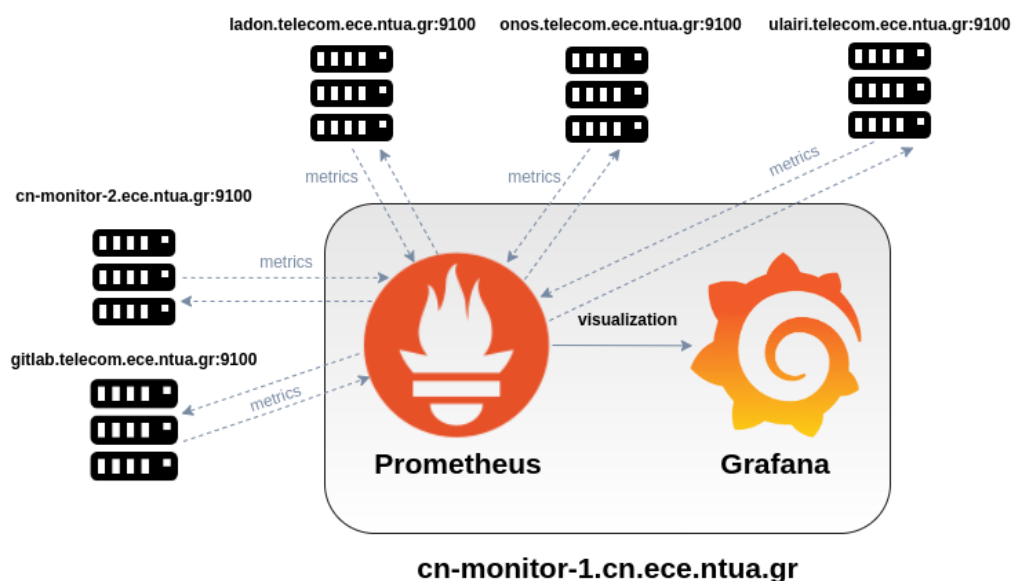 ladon.telecom.ece.ntua.gr:9100
onos.telecom.ece.ntua.gr:9100
ulairi.telecom.ece.ntua.gr:9100
metrics
metrics
metrics
cn-monitor-2.ece.ntua.gr:9100
metrics
visualization
gitlab.telecom.ece.ntua.gr:9100
metrics
Prometheus
Grafana
cn-monitor-1.cn.ece.ntua.gr